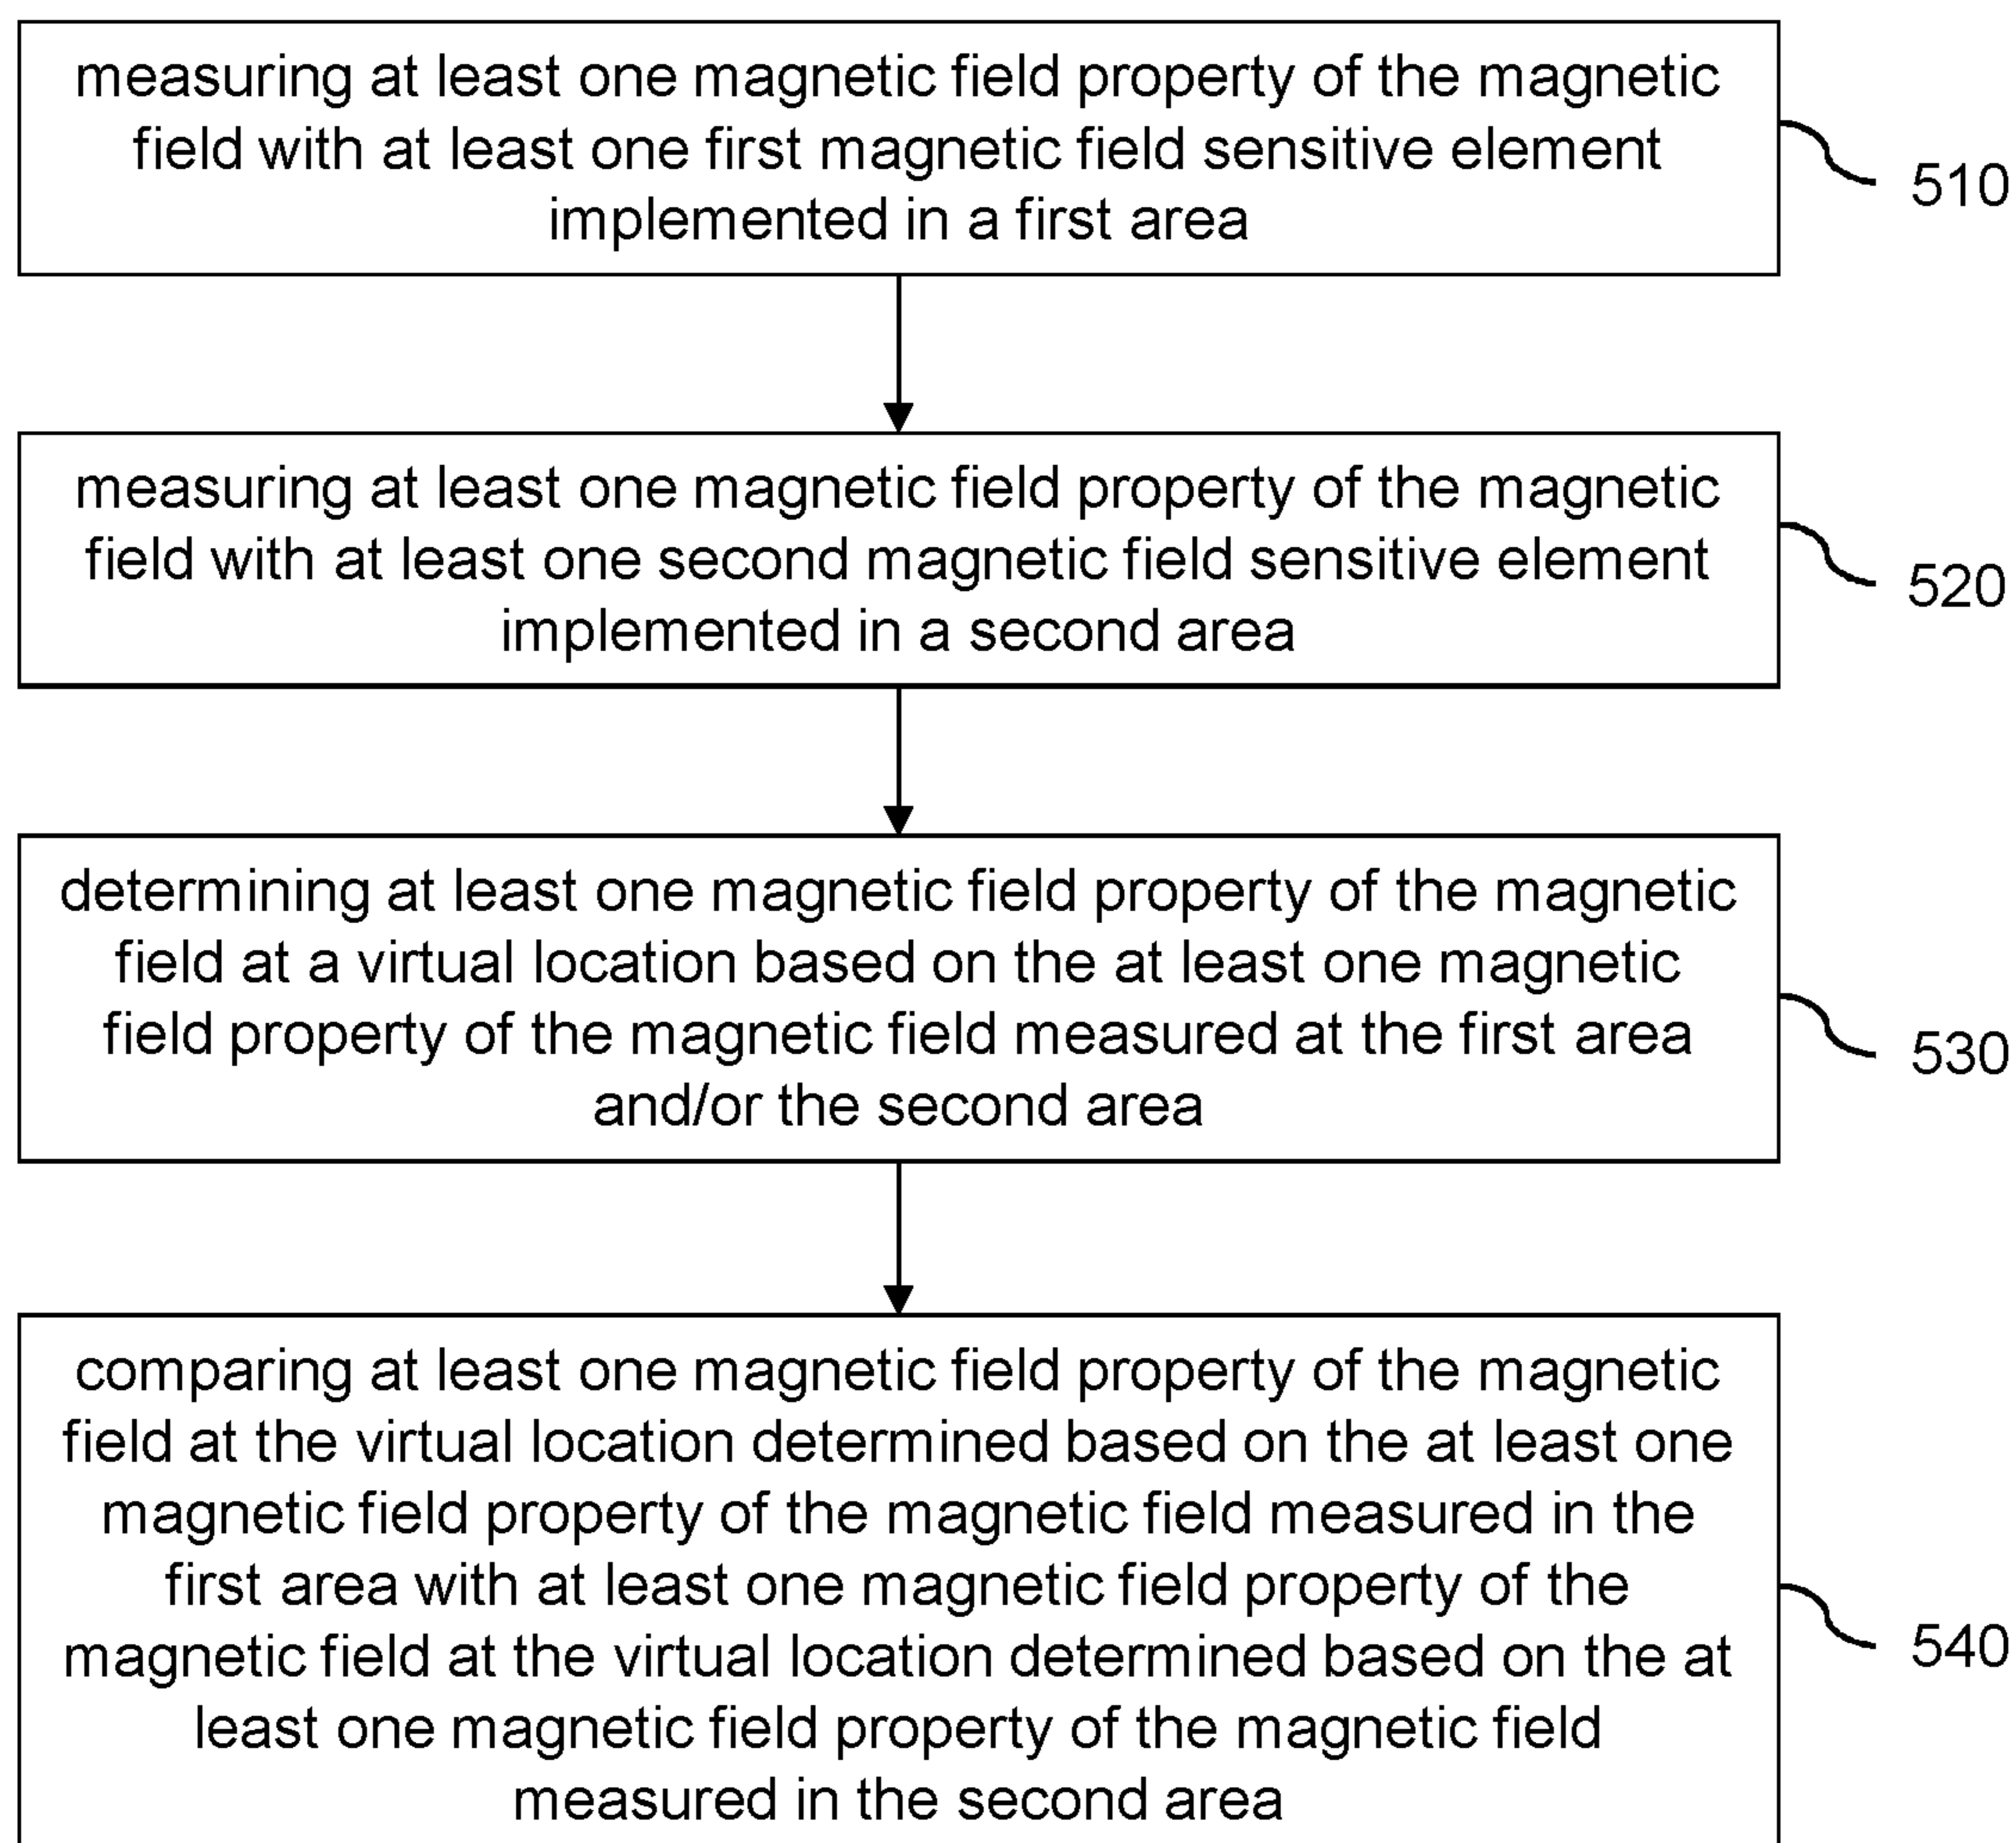 measuring at least one magnetic field property of the magnetic
field with at least one first magnetic field sensitive element
implemented in a first area
510
measuring at least one magnetic field property of the magnetic
field with at least one second magnetic field sensitive element
implemented in a second area
520
determining at least one magnetic field property of the magnetic
field at a virtual location based on the at least one magnetic
field property of the magnetic field measured at the first area
and/or the second area
530
comparing at least one magnetic field property of the magnetic
field at the virtual location determined based on the at least one
magnetic field property of the magnetic field measured in the
first area with at least one magnetic field property of the
magnetic field at the virtual location determined based on the at
least one magnetic field property of the magnetic field
measured in the second area
540